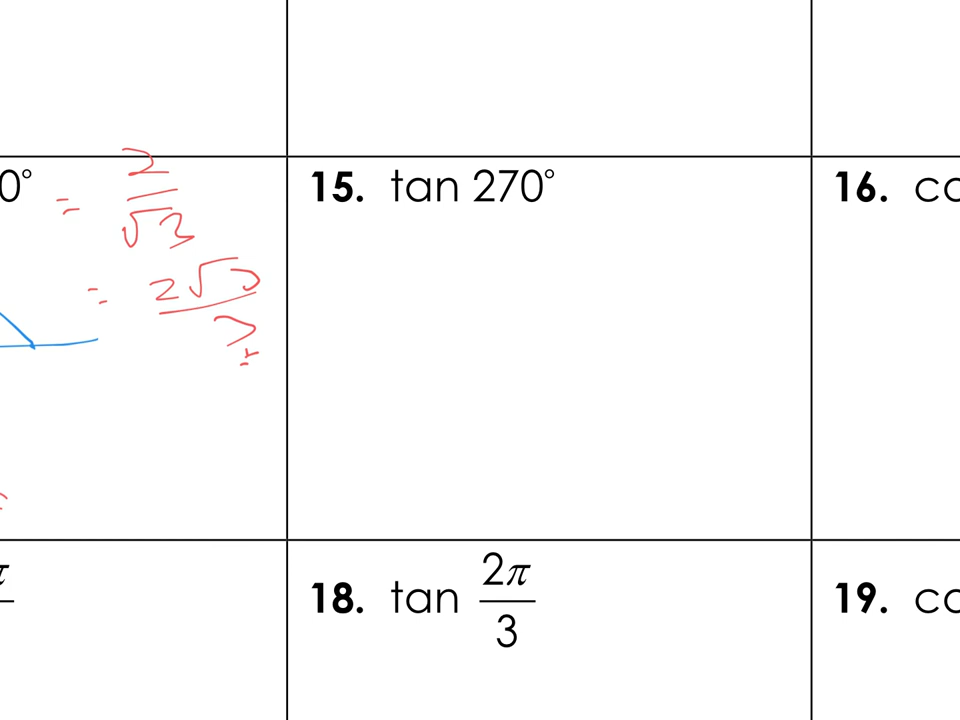 0° = 2/√3
= 2√3/3
15. tan 270°
16. co
π
18. tan 2π/3
19. co